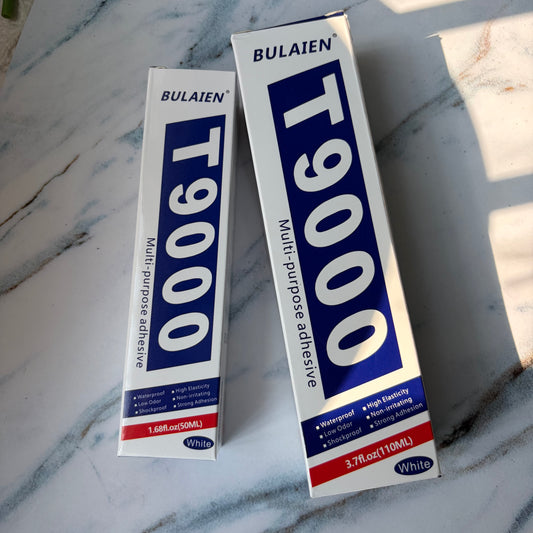 BULAIEN®
T9000
Multi-purpose adhesive
▪ Waterproof ▪ High Elasticity
▪ Low Odor ▪ Non-irritating
▪ Shockproof ▪ Strong Adhesion
1.68fl.oz(50ML)
White
BULAIEN®
T9000
Multi-purpose adhesive
▪ Waterproof ▪ High Elasticity
▪ Low Odor ▪ Non-irritating
▪ Shockproof ▪ Strong Adhesion
3.7fl.oz(110ML)
White